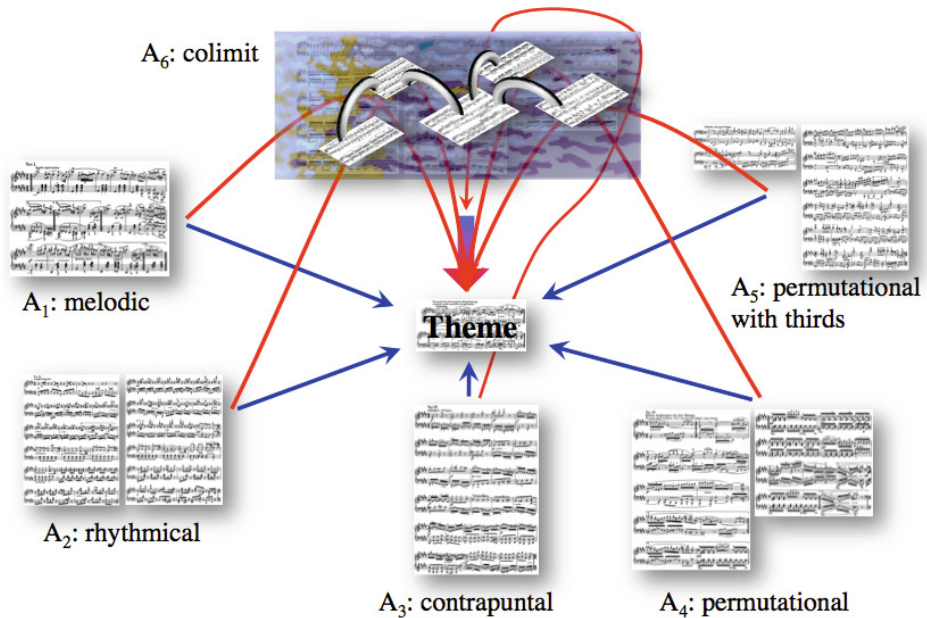 A₆: colimit
A₁: melodic
A₅: permutational
with thirds
Theme
A₂: rhythmical
A₃: contrapuntal
A₄: permutational